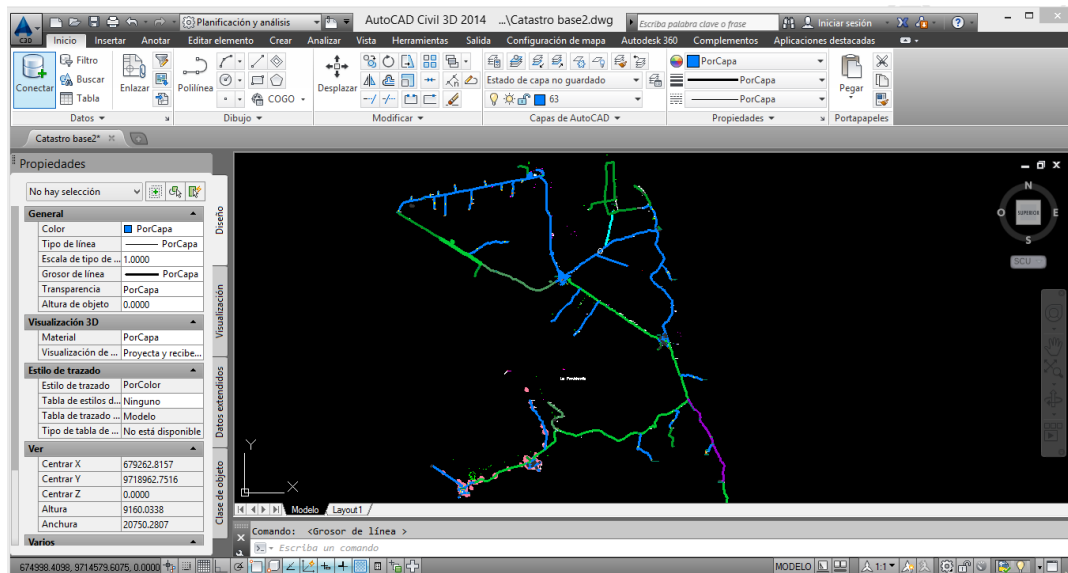 Planificación y análisis
AutoCAD Civil 3D 2014 ...\Catastro base2.dwg
Escriba palabra clave o frase
Iniciar sesión
C3D
Inicio Insertar Anotar Editar elemento Crear Analizar Vista Herramientas Salida Configuración de mapa Autodesk 360 Complementos Aplicaciones destacadas
Conectar
Filtro
Buscar
Tabla
Enlazar
Polilínea
COGO
Desplazar
Estado de capa no guardado
63
PorCapa
PorCapa
PorCapa
Pegar
Datos Dibujo Modificar Capas de AutoCAD Propiedades Portapapeles
Catastro base2*
Propiedades
No hay selección
General
Color PorCapa
Tipo de línea PorCapa
Escala de tipo de ... 1.0000
Grosor de línea PorCapa
Transparencia PorCapa
Altura de objeto 0.0000
Visualización 3D
Material PorCapa
Visualización de ... Proyecta y recibe...
Estilo de trazado
Estilo de trazado PorColor
Tabla de estilos d... Ninguno
Tabla de trazado ... Modelo
Tipo de tabla de ... No está disponible
Ver
Centrar X 679262.8157
Centrar Y 9718962.7516
Centrar Z 0.0000
Altura 9160.0338
Anchura 20750.2807
Varios
Diseño
Visualización
Datos extendidos
Clase de objeto
N
O SUPERIOR E
S
SCU
Y
X
Modelo Layout1
Comando: <Grosor de línea >
Escriba un comando
674998.4098, 9714579.6075, 0.0000
MODELO
1:1